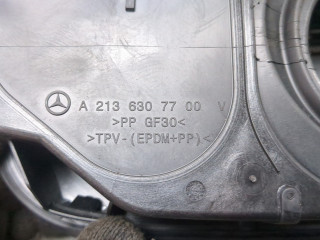 A 213 630 77 00 V
>PP GF30<
>TPV-(EPDM+PP)<